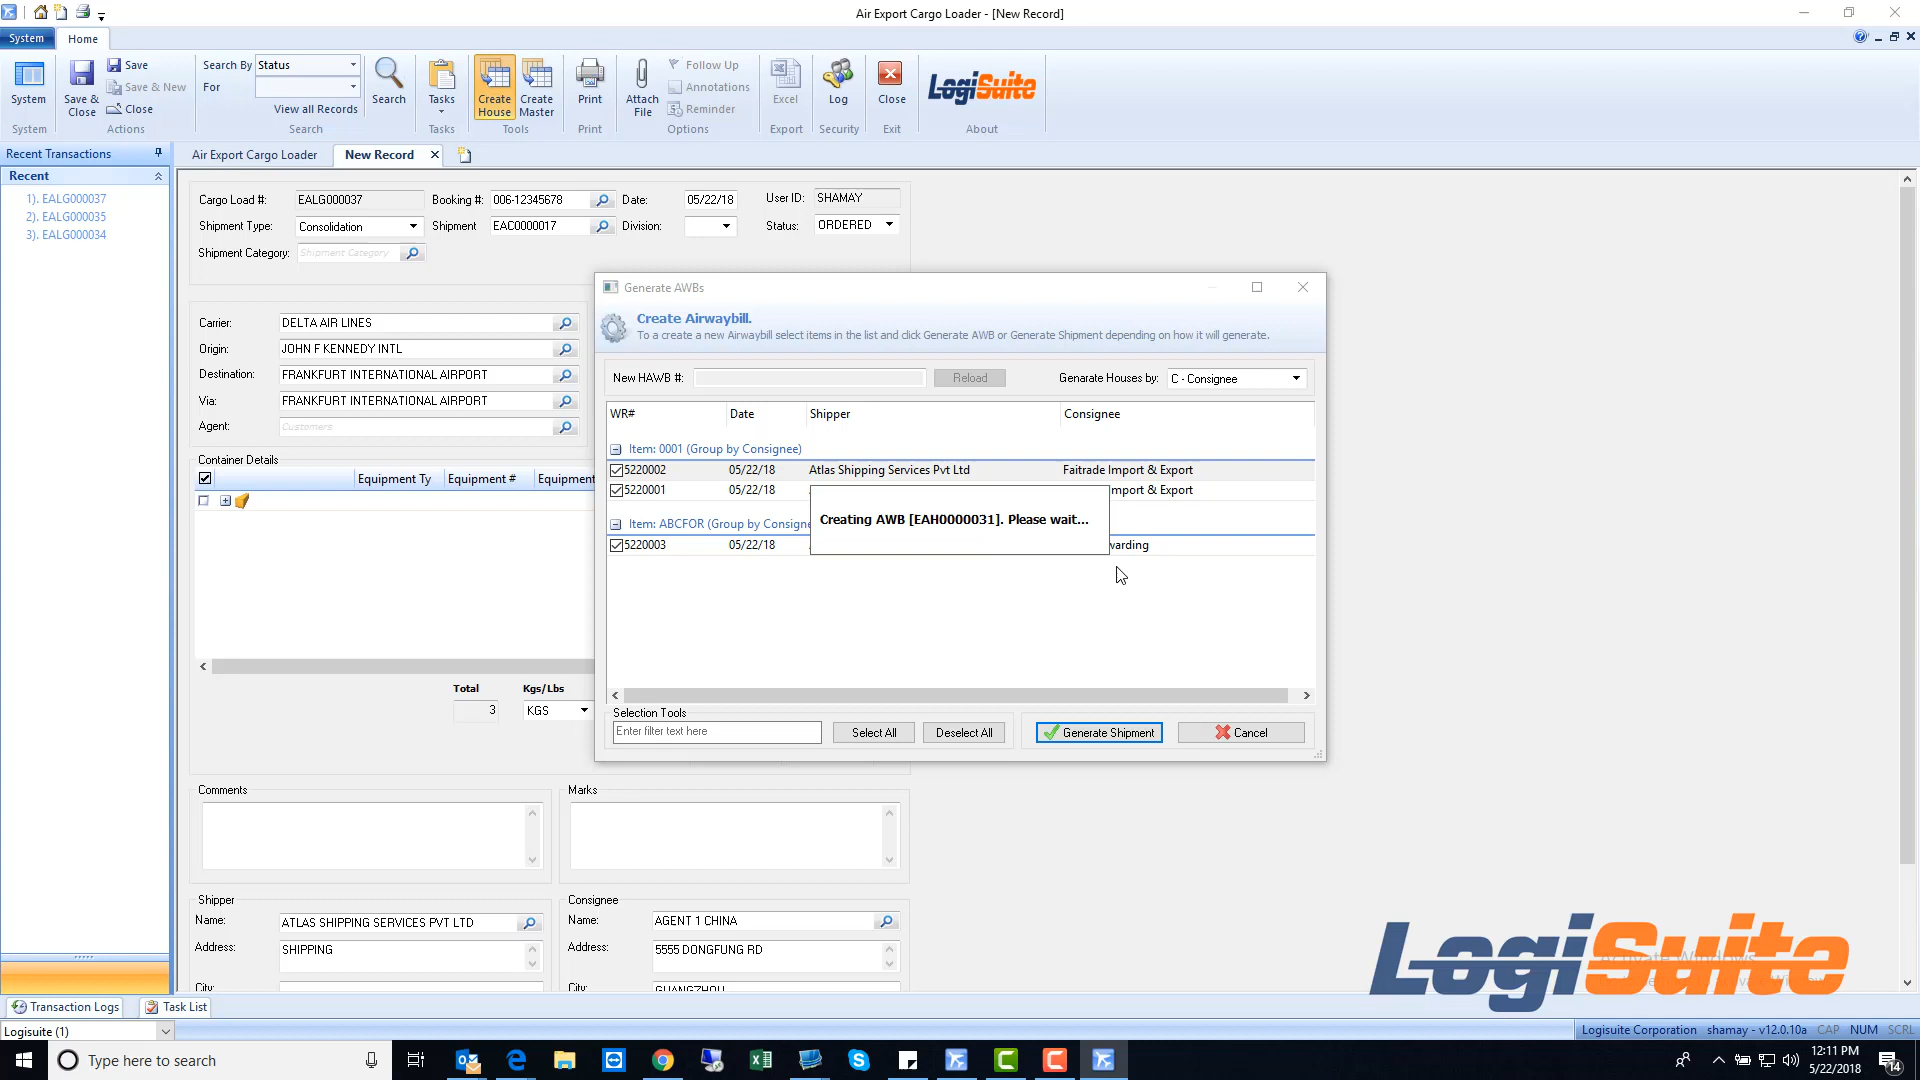 Air Export Cargo Loader - [New Record]
System
Home
System
Save & Close
Save
Save & New
Close
Search By Status
For
View all Records
Search
Tasks
Create House
Create Master
Print
Attach File
Follow Up
Annotations
Reminder
Excel
Log
Close
LogiSuite
System
Actions
Search
Tasks
Tools
Print
Options
Export
Security
Exit
About
Recent Transactions
Air Export Cargo Loader
New Record
Recent
1). EALG000037
2). EALG000035
3). EALG000034
Cargo Load #: EALG000037 Booking #: 006-12345678 Date: 05/22/18 User ID: SHAMAY
Shipment Type: Consolidation Shipment EAC0000017 Division: Status: ORDERED
Shipment Category: Shipment Category
Carrier: DELTA AIR LINES
Origin: JOHN F KENNEDY INTL
Destination: FRANKFURT INTERNATIONAL AIRPORT
Via: FRANKFURT INTERNATIONAL AIRPORT
Agent: Customers
Container Details
Equipment Ty Equipment # Equipment
Total Kgs/Lbs
3 KGS
Generate AWBs
Create Airwaybill.
To a create a new Airwaybill select items in the list and click Generate AWB or Generate Shipment depending on how it will generate.
New HAWB #: Reload Genarate Houses by: C - Consignee
WR# Date Shipper Consignee
Item: 0001 (Group by Consignee)
5220002 05/22/18 Atlas Shipping Services Pvt Ltd Faitrade Import & Export
5220001 05/22/18 mport & Export
Item: ABCFOR (Group by Consigne
Creating AWB [EAH0000031]. Please wait...
5220003 05/22/18 warding
Selection Tools
Enter filter text here Select All Deselect All Generate Shipment Cancel
Comments Marks
Shipper
Name: ATLAS SHIPPING SERVICES PVT LTD
Address: SHIPPING
City:
Consignee
Name: AGENT 1 CHINA
Address: 5555 DONGFUNG RD
City: GUANGZHOU
LogiSuite
Transaction Logs Task List
Logisuite (1)
Logisuite Corporation shamay - v12.0.10a CAP NUM SCRL
Type here to search
12:11 PM
5/22/2018
14